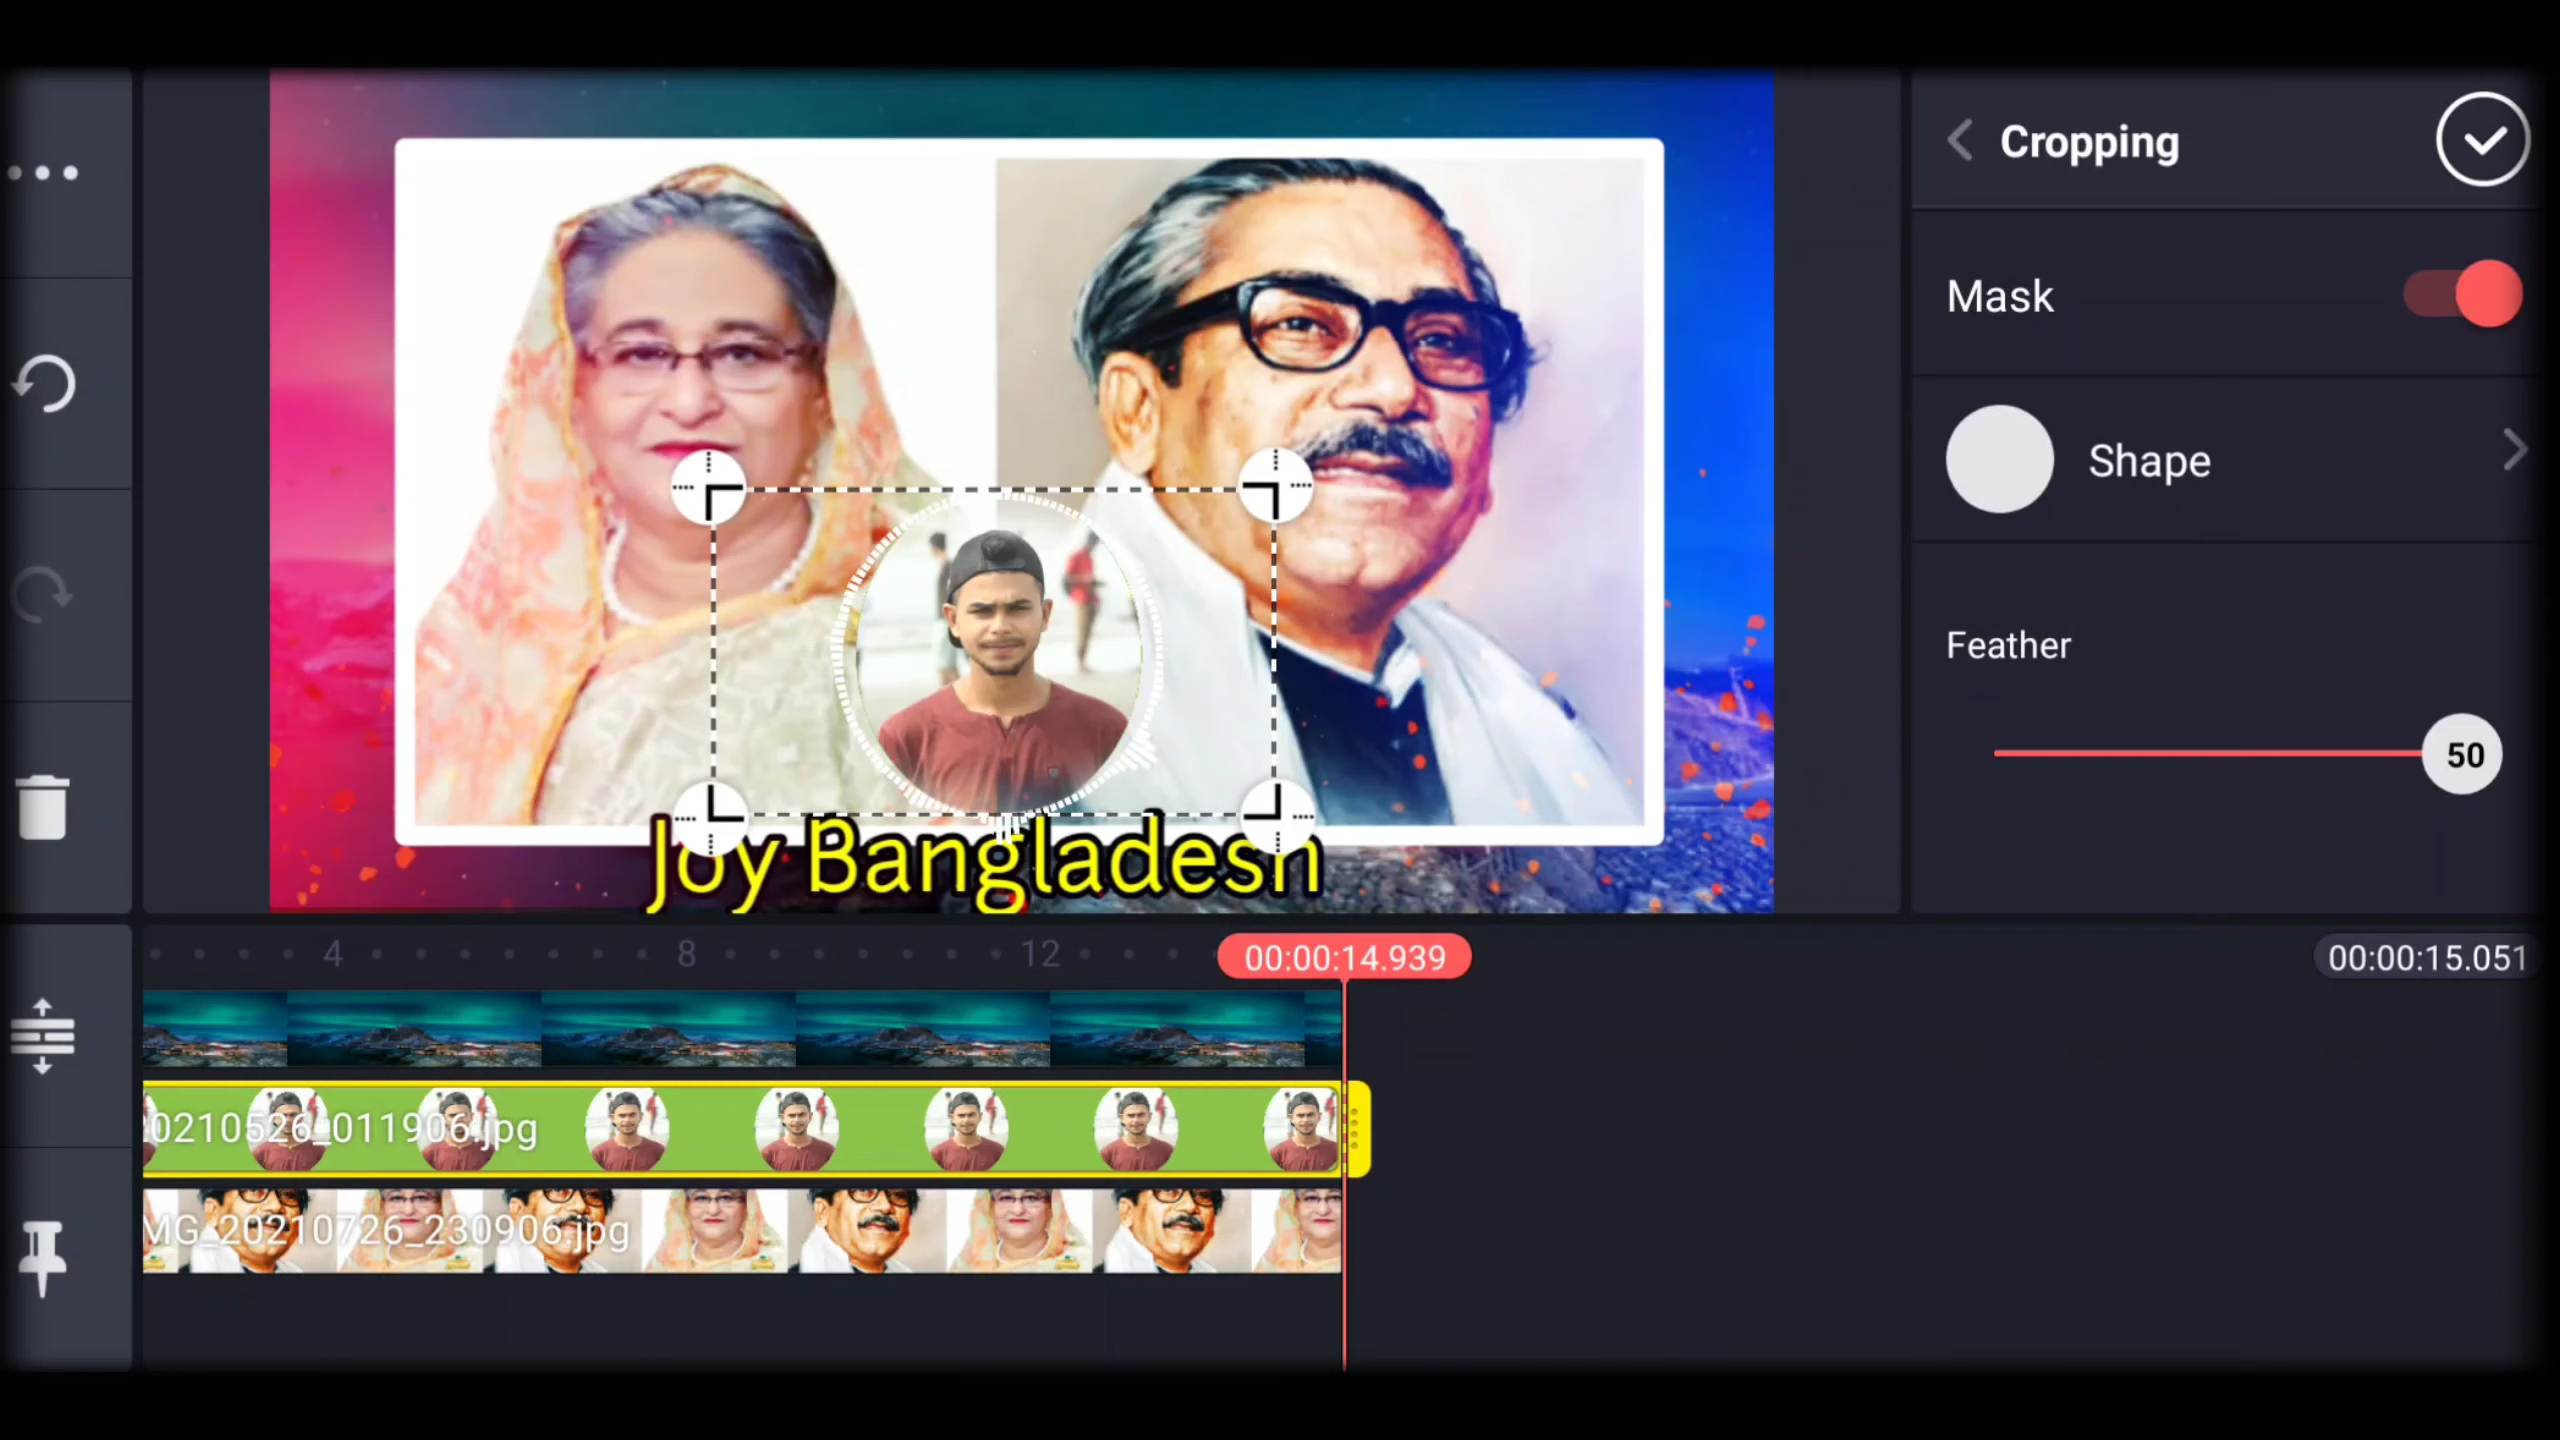 Cropping
Mask
Shape
Feather
50
Joy Bangladesh
4 8 12
00:00:14.939
00:00:15.051
0210526_011906.jpg
MG_20210726_230906.jpg